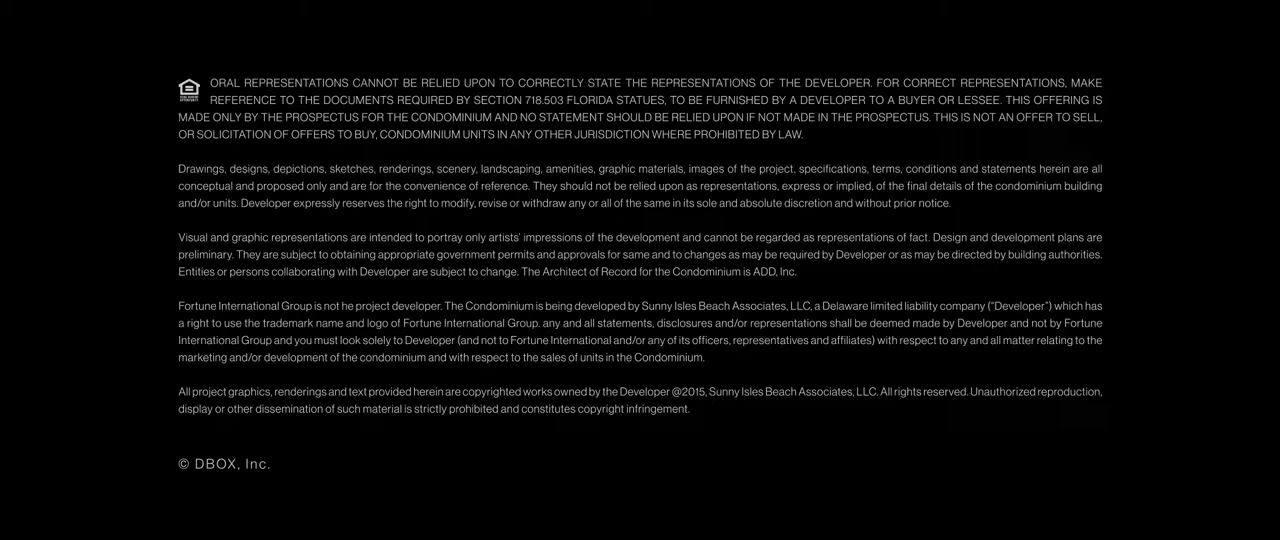 ORAL REPRESENTATIONS CANNOT BE RELIED UPON TO CORRECTLY STATE THE REPRESENTATIONS OF THE DEVELOPER. FOR CORRECT REPRESENTATIONS, MAKE
REFERENCE TO THE DOCUMENTS REQUIRED BY SECTION 718.503 FLORIDA STATUES, TO BE FURNISHED BY A DEVELOPER TO A BUYER OR LESSEE. THIS OFFERING IS
MADE ONLY BY THE PROSPECTUS FOR THE CONDOMINIUM AND NO STATEMENT SHOULD BE RELIED UPON IF NOT MADE IN THE PROSPECTUS. THIS IS NOT AN OFFER TO SELL,
OR SOLICITATION OF OFFERS TO BUY, CONDOMINIUM UNITS IN ANY OTHER JURISDICTION WHERE PROHIBITED BY LAW.
Drawings, designs, depictions, sketches, renderings, scenery, landscaping, amenities, graphic materials, images of the project, specifications, terms, conditions and statements herein are all
conceptual and proposed only and are for the convenience of reference. They should not be relied upon as representations, express or implied, of the final details of the condominium building
and/or units. Developer expressly reserves the right to modify, revise or withdraw any or all of the same in its sole and absolute discretion and without prior notice.
Visual and graphic representations are intended to portray only artists' impressions of the development and cannot be regarded as representations of fact. Design and development plans are
preliminary. They are subject to obtaining appropriate government permits and approvals for same and to changes as may be required by Developer or as may be directed by building authorities.
Entities or persons collaborating with Developer are subject to change. The Architect of Record for the Condominium is ADD, Inc.
Fortune International Group is not he project developer. The Condominium is being developed by Sunny Isles Beach Associates, LLC, a Delaware limited liability company ("Developer") which has
a right to use the trademark name and logo of Fortune International Group. any and all statements, disclosures and/or representations shall be deemed made by Developer and not by Fortune
International Group and you must look solely to Developer (and not to Fortune International and/or any of its officers, representatives and affiliates) with respect to any and all matter relating to the
marketing and/or development of the condominium and with respect to the sales of units in the Condominium.
All project graphics, renderings and text provided herein are copyrighted works owned by the Developer @2015, Sunny Isles Beach Associates, LLC. All rights reserved. Unauthorized reproduction,
display or other dissemination of such material is strictly prohibited and constitutes copyright infringement.
© DBOX, Inc.